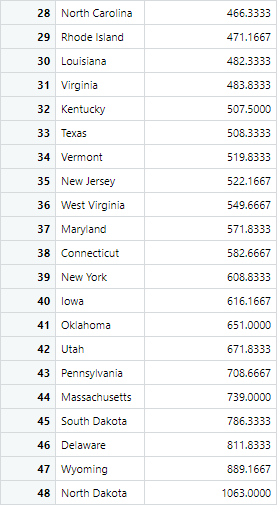 28 North Carolina 466.3333
29 Rhode Island 471.1667
30 Louisiana 482.3333
31 Virginia 483.8333
32 Kentucky 507.5000
33 Texas 508.3333
34 Vermont 519.8333
35 New Jersey 522.1667
36 West Virginia 549.6667
37 Maryland 571.8333
38 Connecticut 582.6667
39 New York 608.8333
40 Iowa 616.1667
41 Oklahoma 651.0000
42 Utah 671.8333
43 Pennsylvania 708.6667
44 Massachusetts 739.0000
45 South Dakota 786.3333
46 Delaware 811.8333
47 Wyoming 889.1667
48 North Dakota 1063.0000